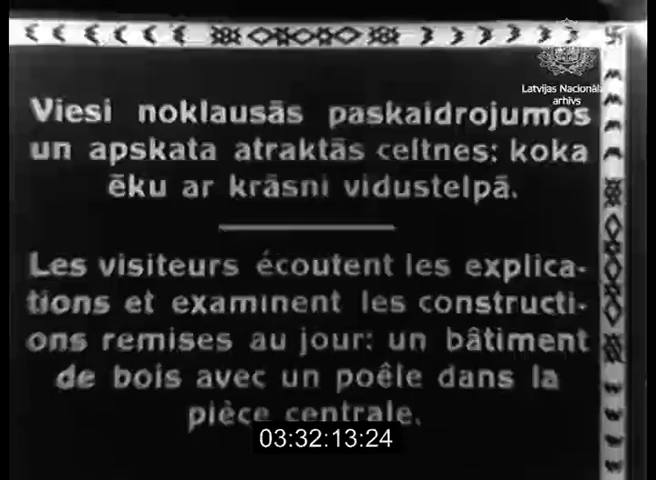 Latvijas Nacionāla
arhīvs
Viesi noklausās paskaidrojumos
un apskata atraktās celtnes: koka
ēku ar krāsni vidustelpā.
Les visiteurs écoutent les explica-
tions et examinent les constructi-
ons remises au jour: un bâtiment
de bois avec un poêle dans la
pièce centrale.
03:32:13:24